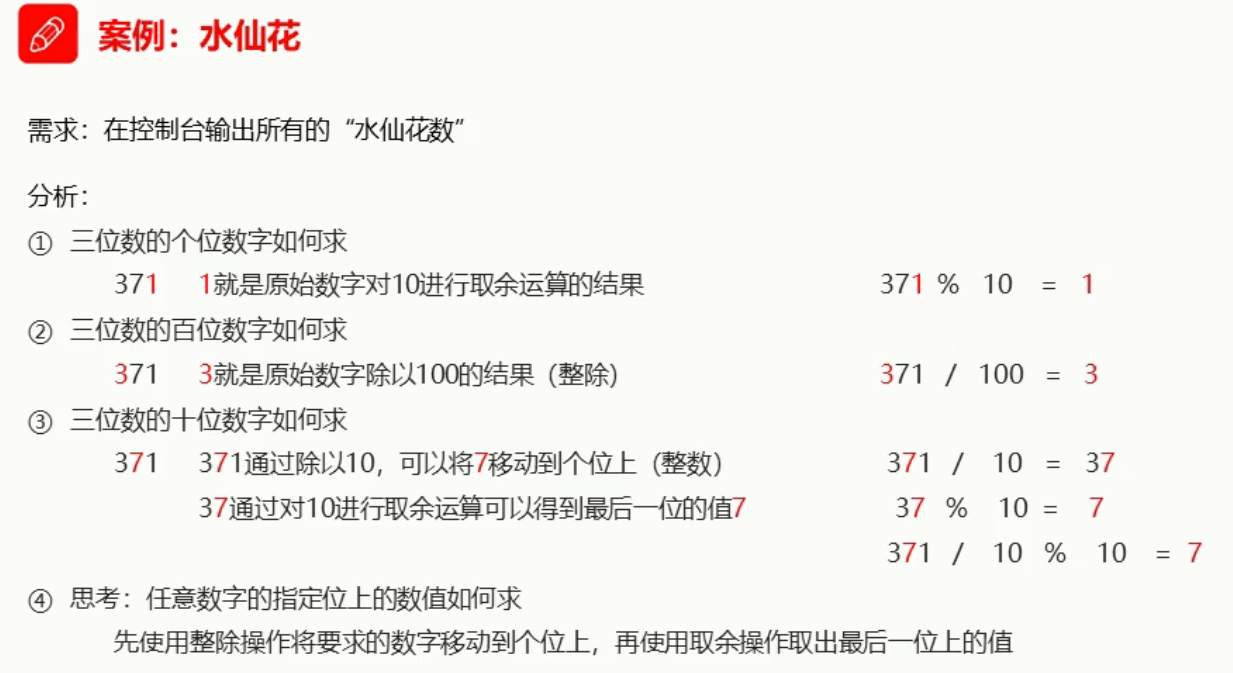 案例：水仙花
需求：在控制台输出所有的“水仙花数”
分析：
① 三位数的个位数字如何求
371 1就是原始数字对10进行取余运算的结果 371 % 10 = 1
② 三位数的百位数字如何求
371 3就是原始数字除以100的结果（整除） 371 / 100 = 3
③ 三位数的十位数字如何求
371 371通过除以10，可以将7移动到个位上（整数） 371 / 10 = 37
37通过对10进行取余运算可以得到最后一位的值7 37 % 10 = 7
371 / 10 % 10 = 7
④ 思考：任意数字的指定位上的数值如何求
先使用整除操作将要求的数字移动到个位上，再使用取余操作取出最后一位上的值